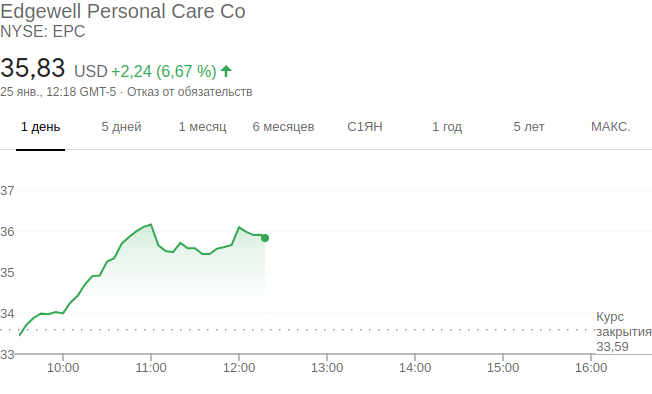 Edgewell Personal Care Co
NYSE: EPC
35,83 USD +2,24 (6,67 %)
25 янв., 12:18 GMT-5 · Отказ от обязательств
1 день 5 дней 1 месяц 6 месяцев С1ЯН 1 год 5 лет МАКС.
37
36
35
34
Курс
закрытия
33,59
33
10:00 11:00 12:00 13:00 14:00 15:00 16:00